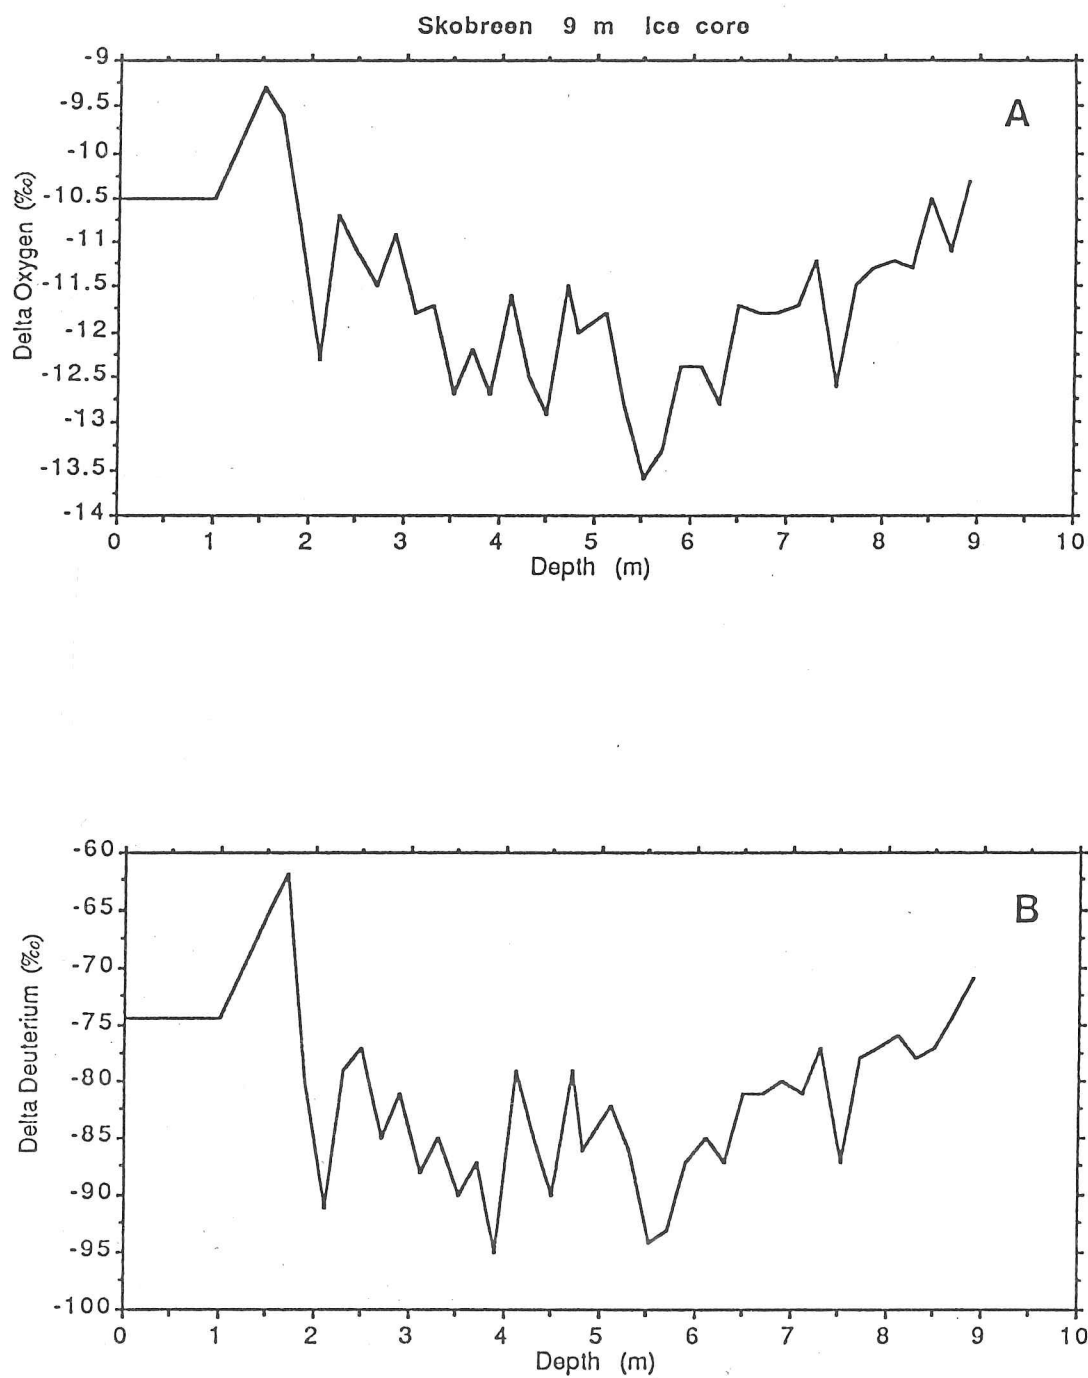 Skobreen 9 m Ice core
A
Delta Oxygen (‰)
-9
-9.5
-10
-10.5
-11
-11.5
-12
-12.5
-13
-13.5
-14
0 1 2 3 4 5 6 7 8 9 10
Depth (m)
B
Delta Deuterium (‰)
-60
-65
-70
-75
-80
-85
-90
-95
-100
0 1 2 3 4 5 6 7 8 9 10
Depth (m)